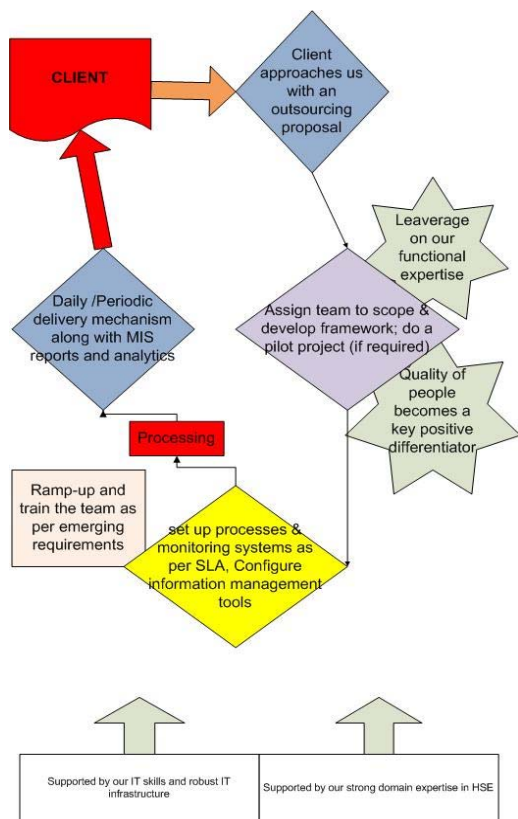 CLIENT
Client
approaches us
with an
outsourcing
proposal
Leaverage
on our
functional
expertise
Assign team to scope &
develop framework; do a
pilot project (if required)
Quality of
people
becomes a
key positive
differentiator
Daily /Periodic
delivery mechanism
along with MIS
reports and analytics
Processing
Ramp-up and
train the team as
per emerging
requirements
set up processes &
monitoring systems as
per SLA, Configure
information management
tools
Supported by our IT skills and robust IT
infrastructure
Supported by our strong domain expertise in HSE